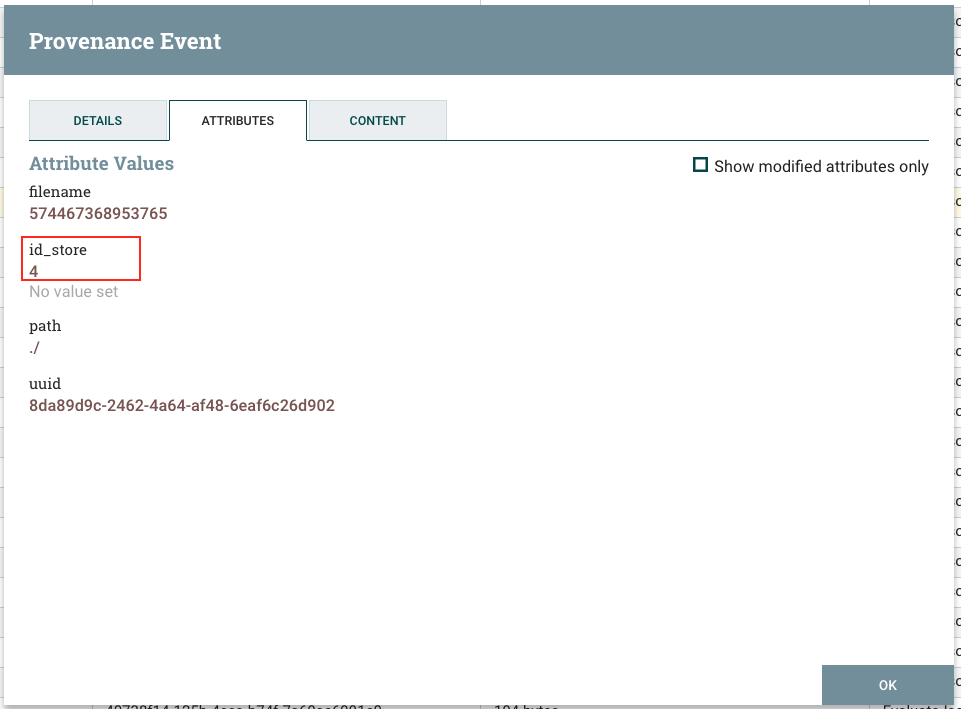 Provenance Event
DETAILS
ATTRIBUTES
CONTENT
Attribute Values
Show modified attributes only
filename
574467368953765
id_store
4
No value set
path
./
uuid
8da89d9c-2462-4a64-af48-6eaf6c26d902
OK